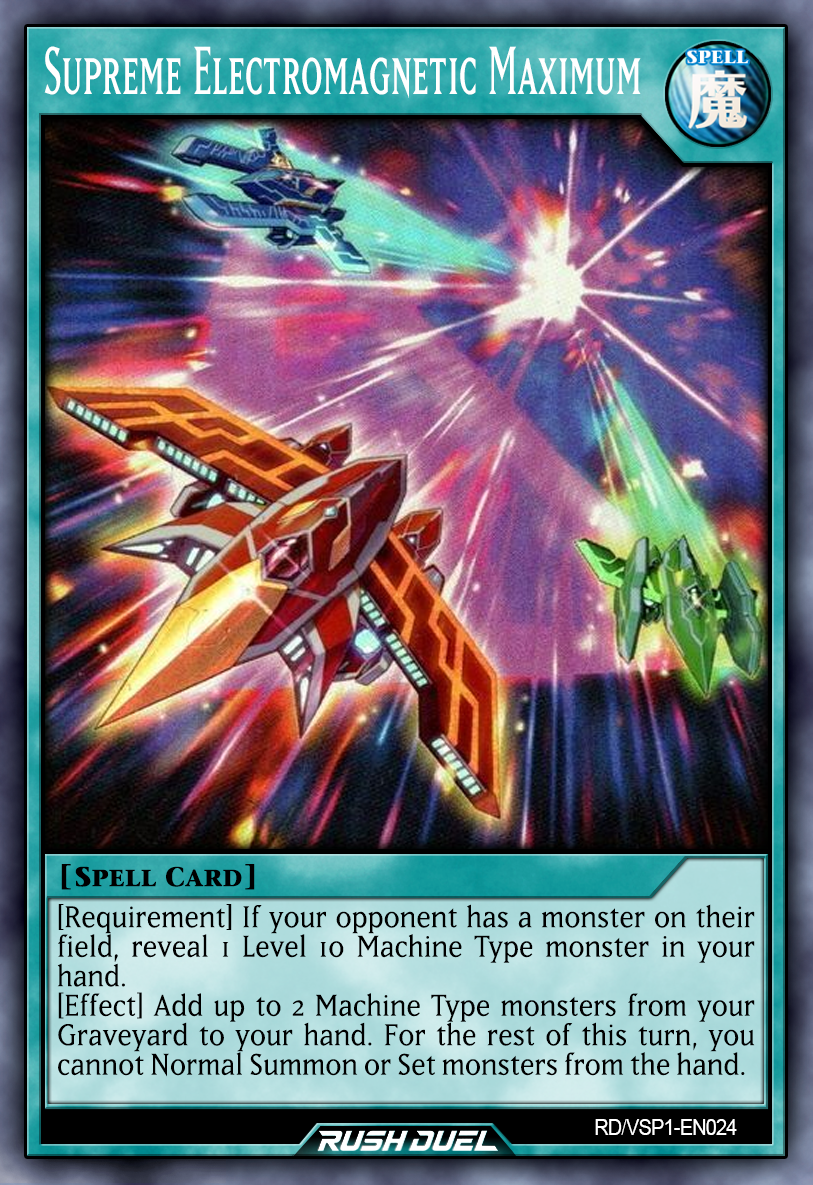 Supreme Electromagnetic Maximum
SPELL
魔
[Spell Card]
[Requirement] If your opponent has a monster on their
field, reveal 1 Level 10 Machine Type monster in your
hand.
[Effect] Add up to 2 Machine Type monsters from your
Graveyard to your hand. For the rest of this turn, you
cannot Normal Summon or Set monsters from the hand.
RD/VSP1-EN024
RUSH DUEL